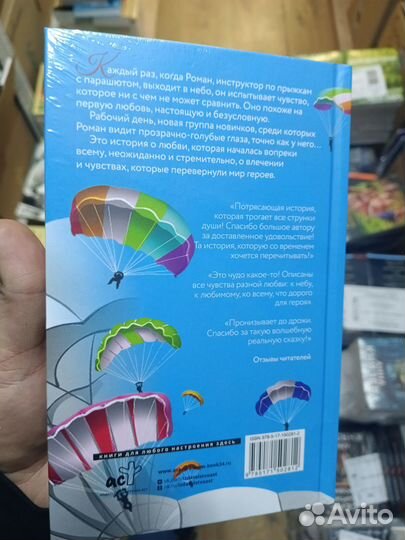 Каждый раз, когда Роман, инструктор по прыжкам
с парашютом, выходит в небо, он испытывает чувство,
которое ни с чем не может сравнить. Оно похоже на
первую любовь, настоящую и безусловную.
Рабочий день, новая группа новичков, среди которых
Роман видит прозрачно-голубые глаза, точно как у него...
Это история о любви, которая началась вопреки
всему, неожиданно и стремительно, о влечении
и чувствах, которые перевернули мир героев.
«Потрясающая история,
которая трогает все струнки
души! Спасибо большое автору
за доставленное удовольствие!
Та история, которую со временем
хочется перечитывать!»
«Это чудо какое-то! Описаны
все чувства разной любви: к небу,
к любимому, ко всему, что дорого
для героя».
«Пронизывает до дрожи.
Спасибо за такую волшебную
реальную сказку!»
Отзывы читателей
книги для любого настроения здесь
аст
Avito